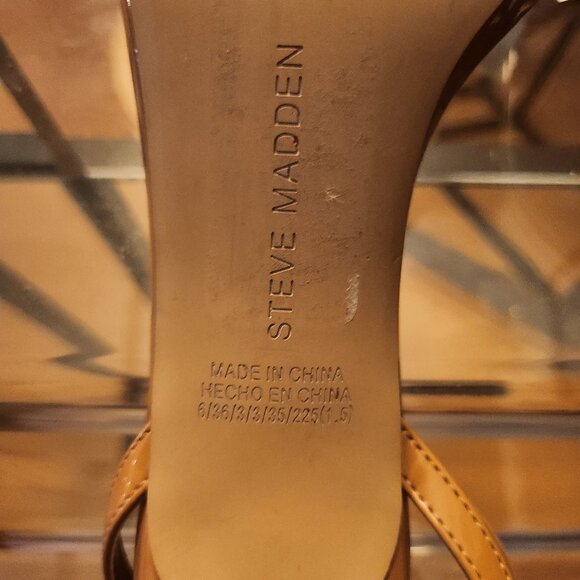 STEVE MADDEN
MADE IN CHINA
HECHO EN CHINA
6/36/3/3/35/225(1.5)